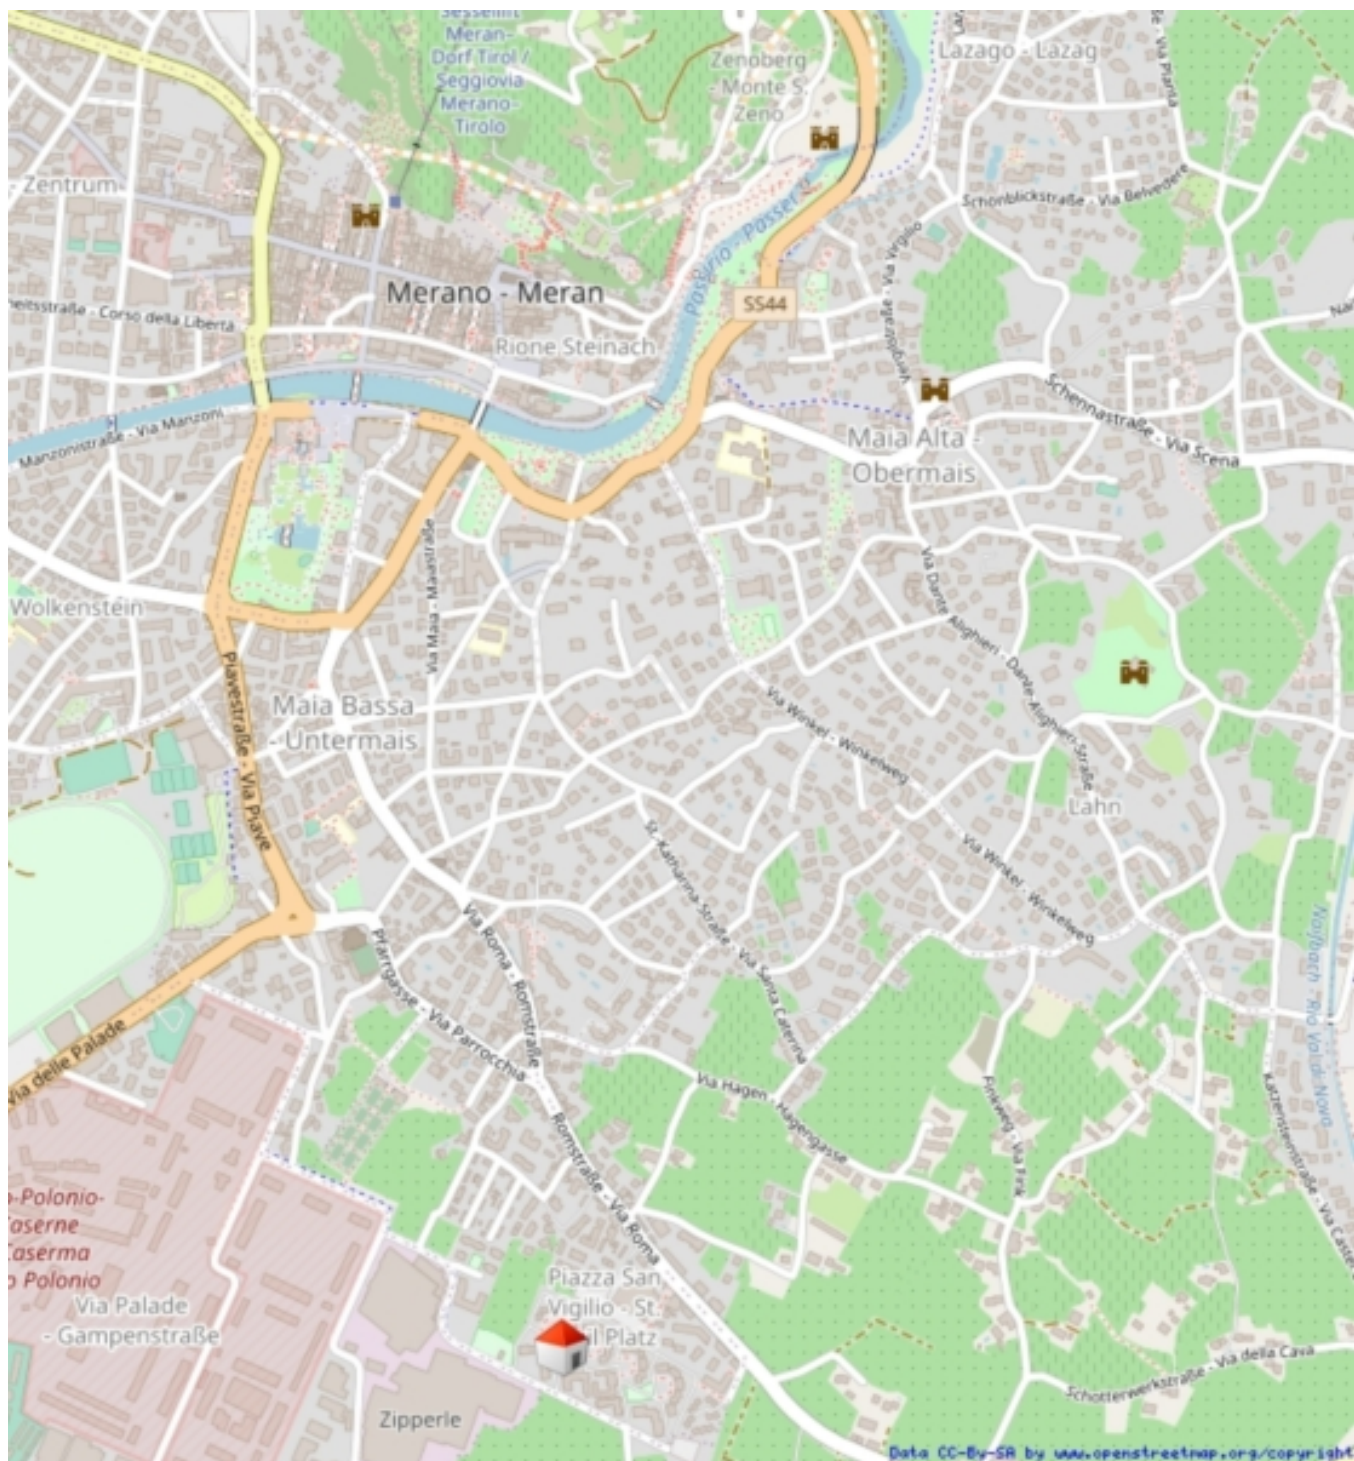 Sessellift
Meran-
Dorf Tirol /
Seggiovia
Merano-
Tirolo
Zenoberg
- Monte S.
Zeno
Lazago - Lazag
- Via Planta
- Zentrum
Schönblickstraße - Via Belvedere
Vergilstraße - Via Virgilio
Passirio - Passer
Merano - Meran
SS44
- Corso della Libertà
Rione Steinach
Manzonistraße - Via Manzoni
Schennastraße - Via Scena
Maia Alta -
Obermais
Via Maia - Maiastraße
Wolkenstein
Via Dante Alighieri - Dante-Alighieri-Straße
Piavestraße - Via Piave
Maia Bassa
- Untermais
Via Winkel - Winkelweg
Lahn
St.-Katharina-Straße - Via Santa Caterina
Via Winkel - Winkelweg
Via Roma - Romstraße
Pfarrgasse - Via Parrocchia
Naifbach - Rio Val di Nova
Via delle Palade
Via Hagen - Hagengasse
Finkweg - Via Fink
Katzensteinstraße - Via
Romstraße - Via Roma
o-Polonio-
Caserne
Caserma
o Polonio
Via Palade
- Gampenstraße
Piazza San
Vigilio - St.
Platz
Zipperle
Schotterwerkstraße - Via della Cava
Data CC-By-SA by www.openstreetmap.org/copyright